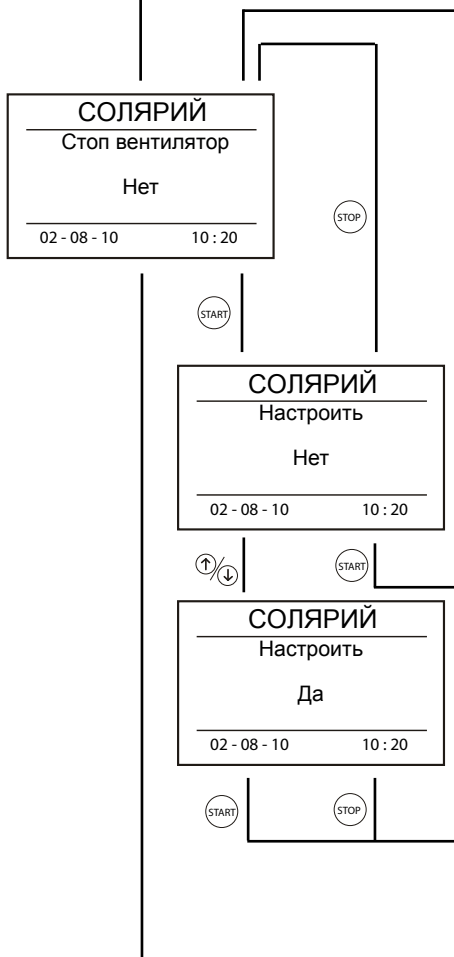 СОЛЯРИЙ
Стоп вентилятор
Нет
02 - 08 - 10 10 : 20
STOP
START
СОЛЯРИЙ
Настроить
Нет
02 - 08 - 10 10 : 20
START
СОЛЯРИЙ
Настроить
Да
02 - 08 - 10 10 : 20
START STOP